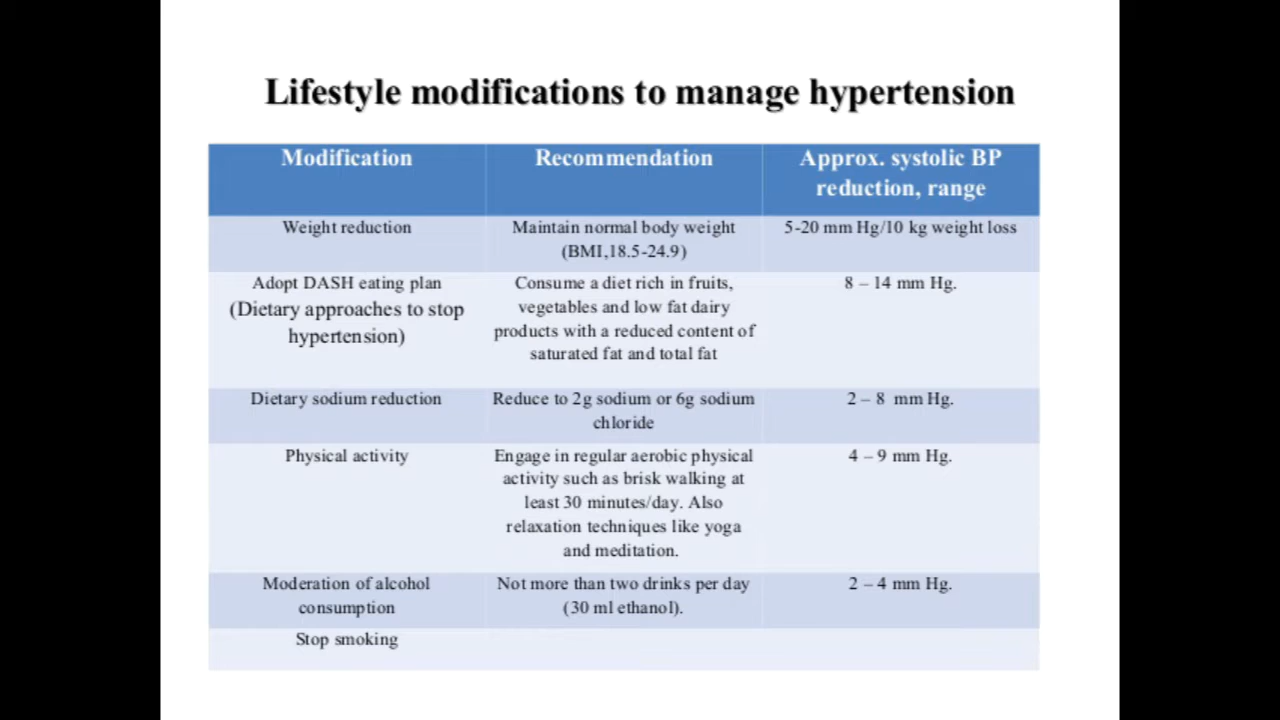 Lifestyle modifications to manage hypertension
Modification
Recommendation
Approx. systolic BP
reduction, range
Weight reduction
Maintain normal body weight
(BMI,18.5-24.9)
5-20 mm Hg/10 kg weight loss
Adopt DASH eating plan
(Dietary approaches to stop
hypertension)
Consume a diet rich in fruits,
vegetables and low fat dairy
products with a reduced content of
saturated fat and total fat
8 – 14 mm Hg.
Dietary sodium reduction
Reduce to 2g sodium or 6g sodium
chloride
2 – 8 mm Hg.
Physical activity
Engage in regular aerobic physical
activity such as brisk walking at
least 30 minutes/day. Also
relaxation techniques like yoga
and meditation.
4 – 9 mm Hg.
Moderation of alcohol
consumption
Not more than two drinks per day
(30 ml ethanol).
2 – 4 mm Hg.
Stop smoking